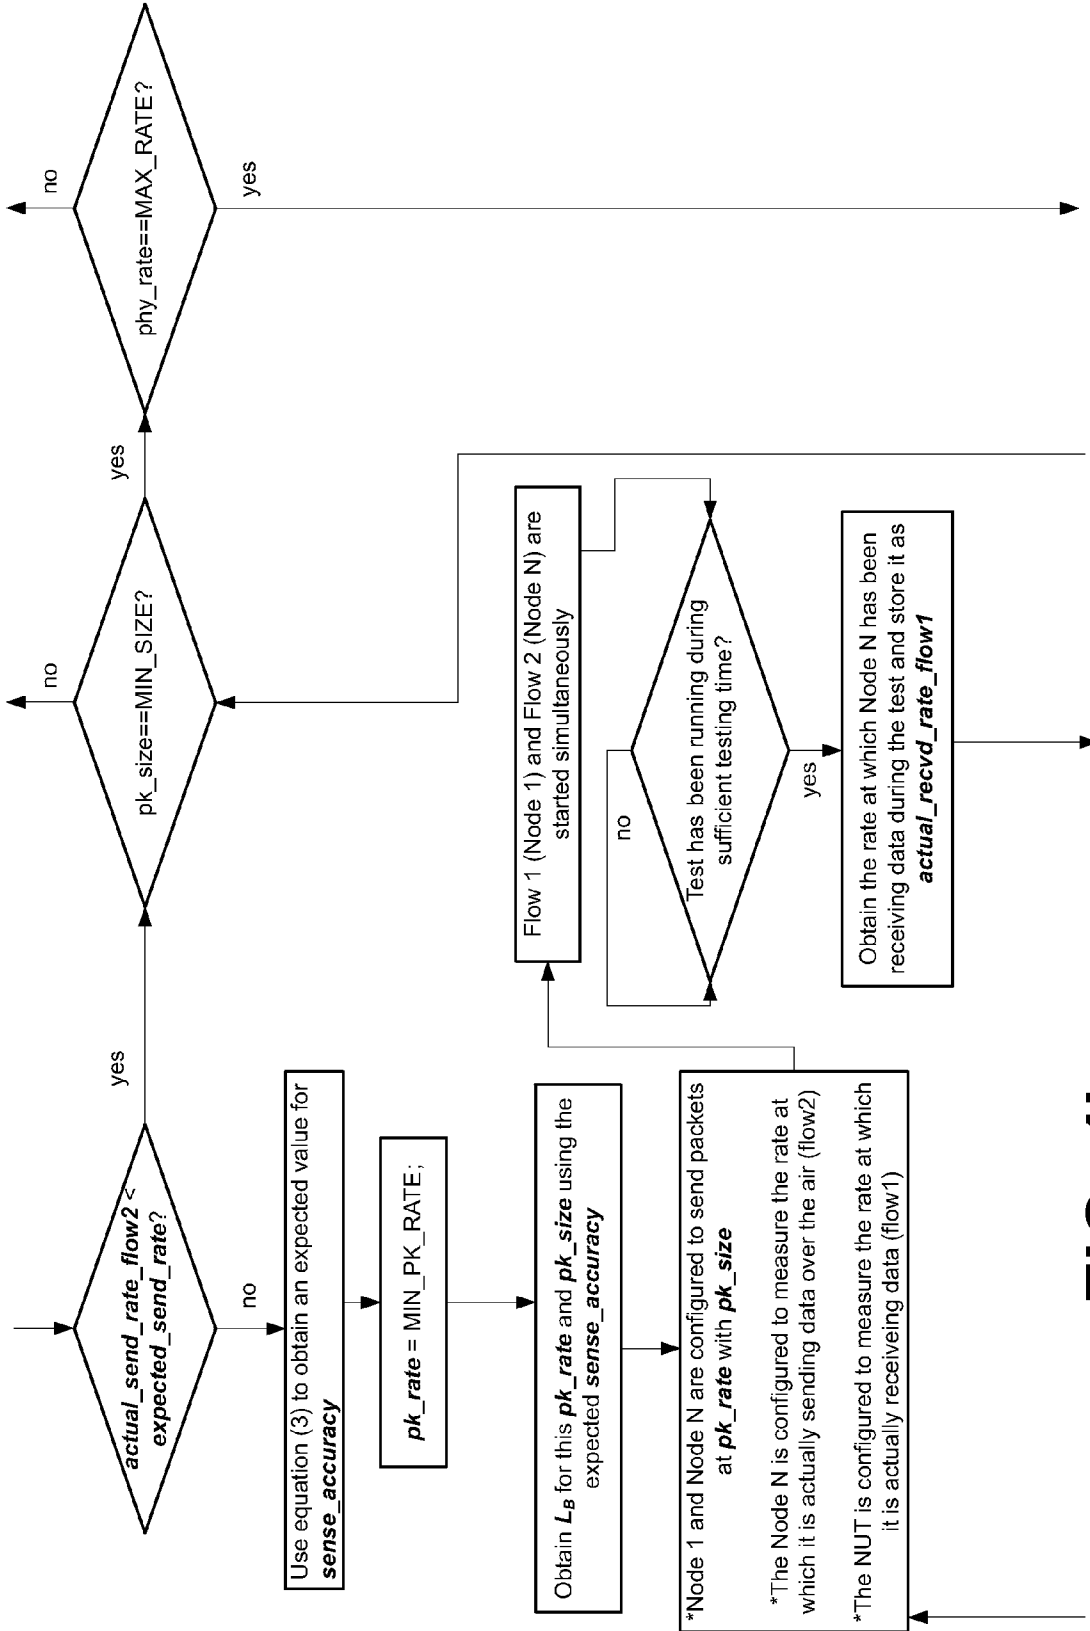 actual_send_rate_flow2 <
expected_send_rate?
yes
no
pk_size==MIN_SIZE?
no
yes
phy_rate==MAX_RATE?
no
yes
Use equation (3) to obtain an expected value for
sense_accuracy
pk_rate = MIN_PK_RATE;
Obtain LB for this pk_rate and pk_size using the
expected sense_accuracy
*Node 1 and Node N are configured to send packets
at pk_rate with pk_size
*The Node N is configured to measure the rate at
which it is actually sending data over the air (flow2)
*The NUT is configured to measure the rate at which
it is actually receiveing data (flow1)
Flow 1 (Node 1) and Flow 2 (Node N) are
started simultaneously
Test has been running during
sufficient testing time?
no
yes
Obtain the rate at which Node N has been
receiving data during the test and store it as
actual_recvd_rate_flow1